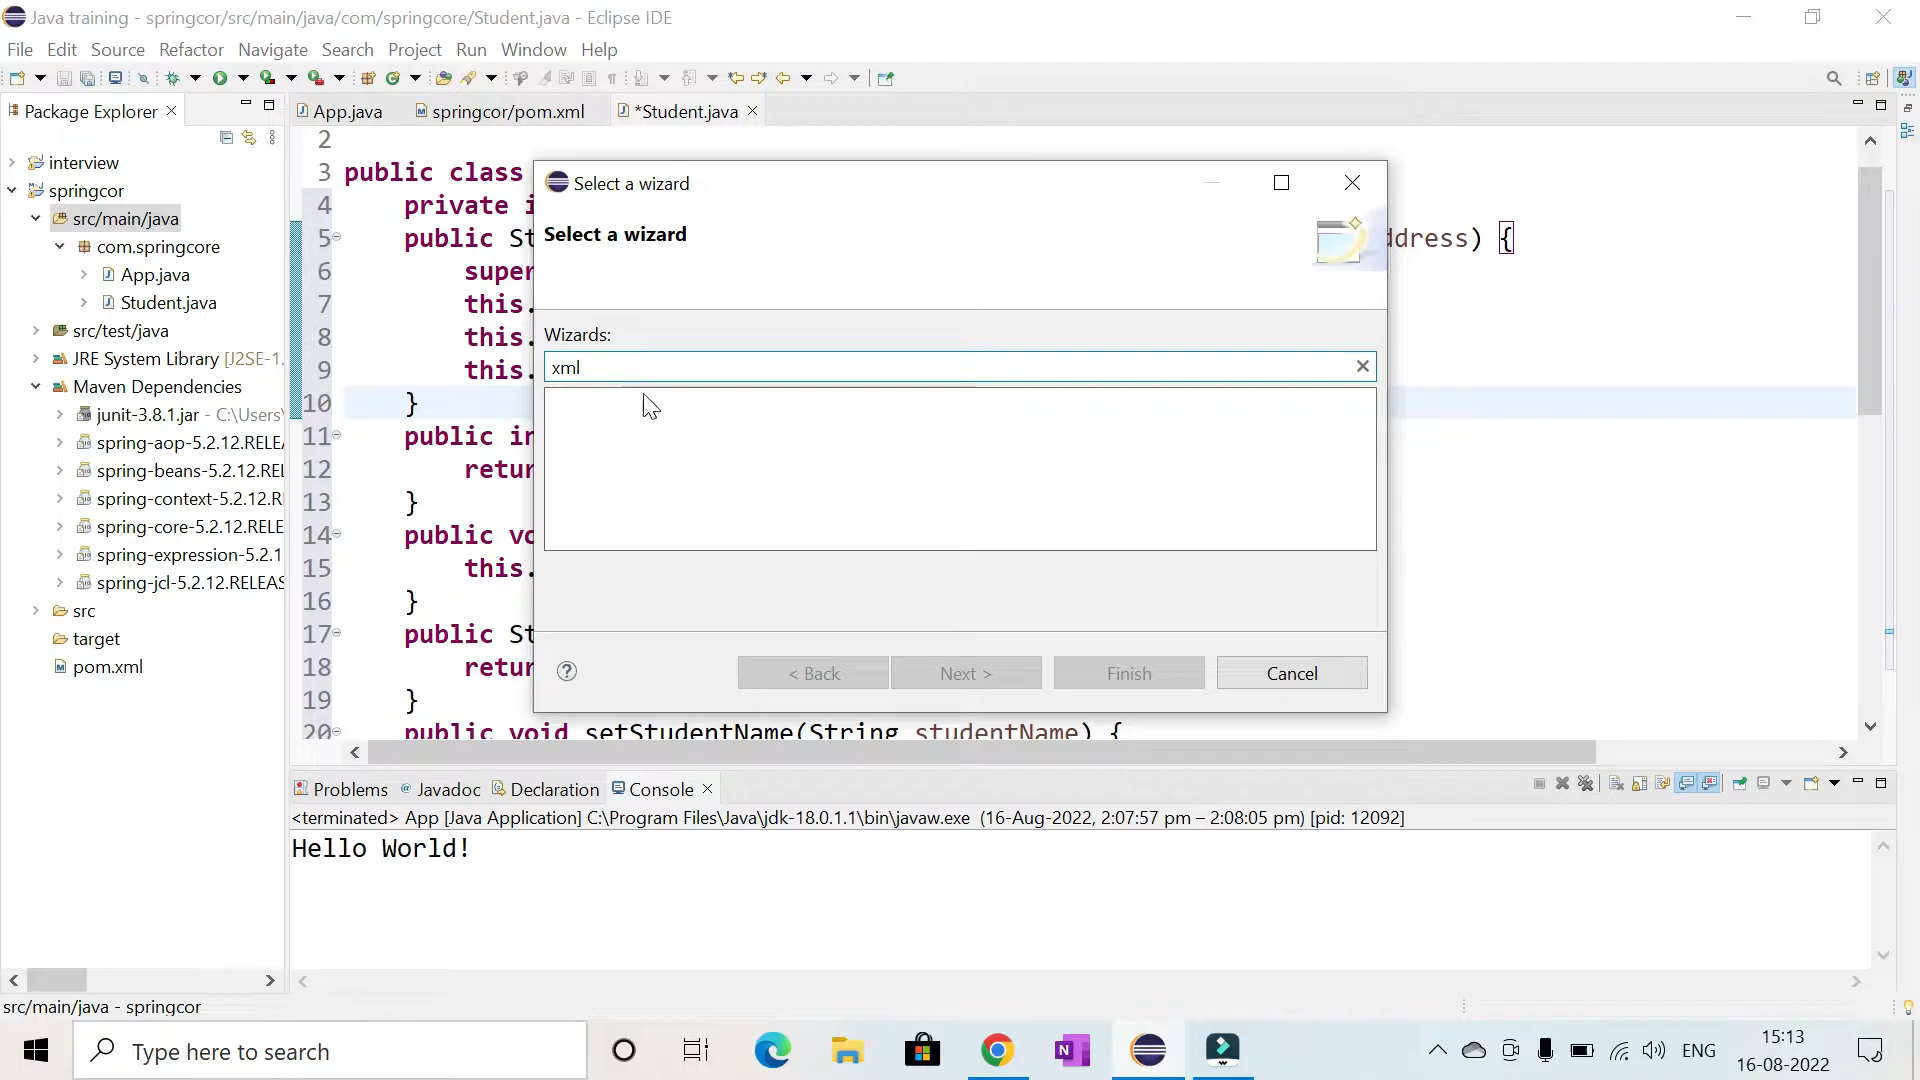 Java training - springcor/src/main/java/com/springcore/Student.java - Eclipse IDE
File Edit Source Refactor Navigate Search Project Run Window Help
Package Explorer
App.java springcor/pom.xml *Student.java
interview
springcor
src/main/java
com.springcore
App.java
Student.java
src/test/java
JRE System Library [J2SE-1.
Maven Dependencies
junit-3.8.1.jar - C:\Users\
spring-aop-5.2.12.RELEA
spring-beans-5.2.12.REL
spring-context-5.2.12.R
spring-core-5.2.12.RELE
spring-expression-5.2.1
spring-jcl-5.2.12.RELEAS
src
target
pom.xml
2
3 public class
4 private i
5 public St ddress) {
6 super
7 this.
8 this.
9 this.
10 }
11 public in
12 retur
13 }
14 public vo
15 this.
16 }
17 public St
18 retur
19 }
20 public void setStudentName(String studentName) {
Select a wizard
Select a wizard
Wizards:
xml
< Back Next > Finish Cancel
Problems Javadoc Declaration Console
<terminated> App [Java Application] C:\Program Files\Java\jdk-18.0.1.1\bin\javaw.exe (16-Aug-2022, 2:07:57 pm – 2:08:05 pm) [pid: 12092]
Hello World!
src/main/java - springcor
Type here to search
ENG
15:13
16-08-2022